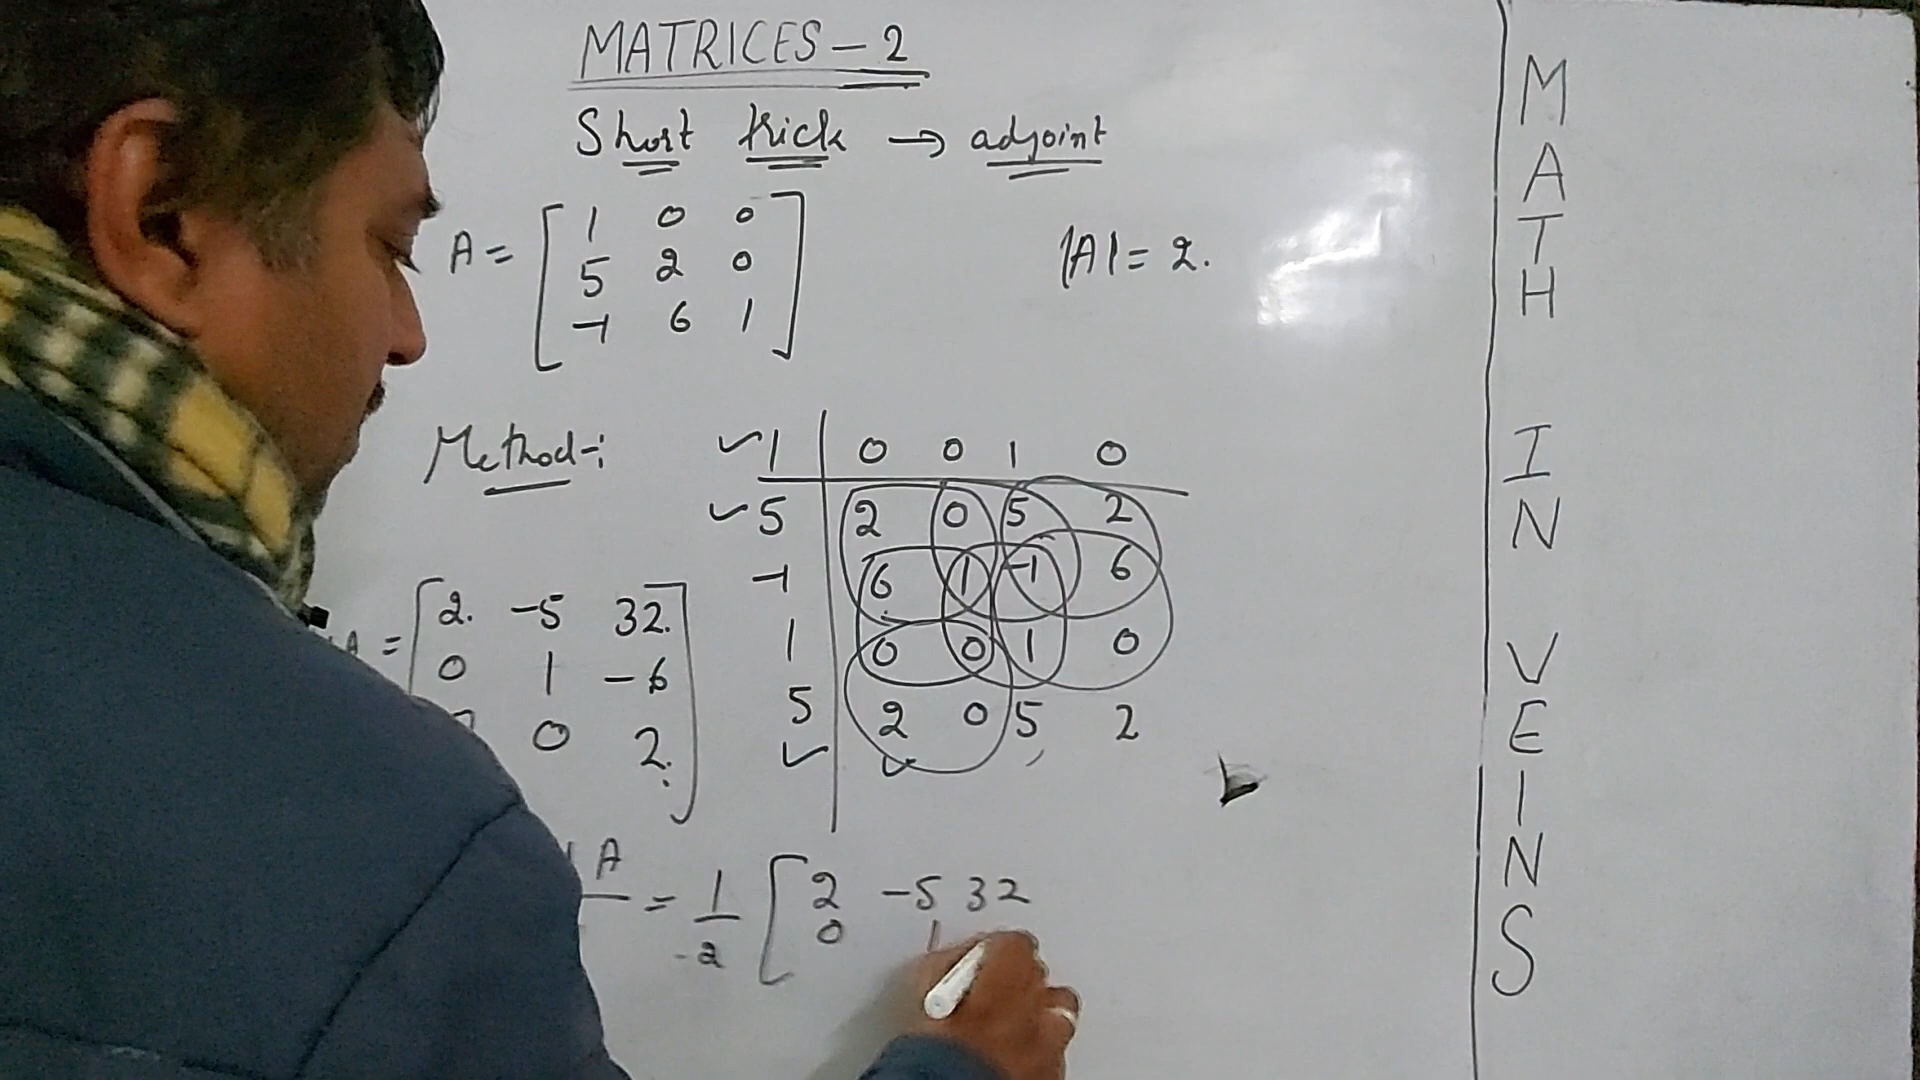 MATRICES - 2
Short trick → adjoint
A = [ 1 0 0
5 2 0
-1 6 1 ]
|A| = 2.
Method:-
✓1 | 0 0 1 0
✓5 | 2 0 5 2
-1 | 6 1 -1 6
1 | 0 0 1 0
5 | 2 0 5 2
✓ ✓
A = [ 2. -5 32.
0 1 -6
0 2. ]
A = 1/2 [ 2 -5 32
0 1
MATH
IN
VEINS